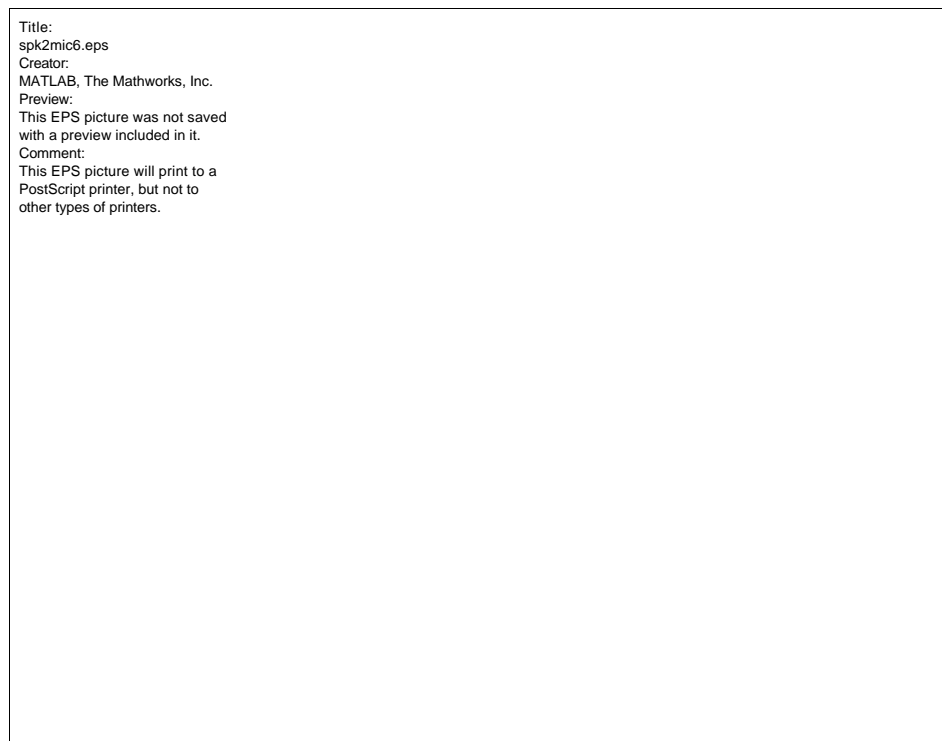 Title:
spk2mic6.eps
Creator:
MATLAB, The Mathworks, Inc.
Preview:
This EPS picture was not saved
with a preview included in it.
Comment:
This EPS picture will print to a
PostScript printer, but not to
other types of printers.